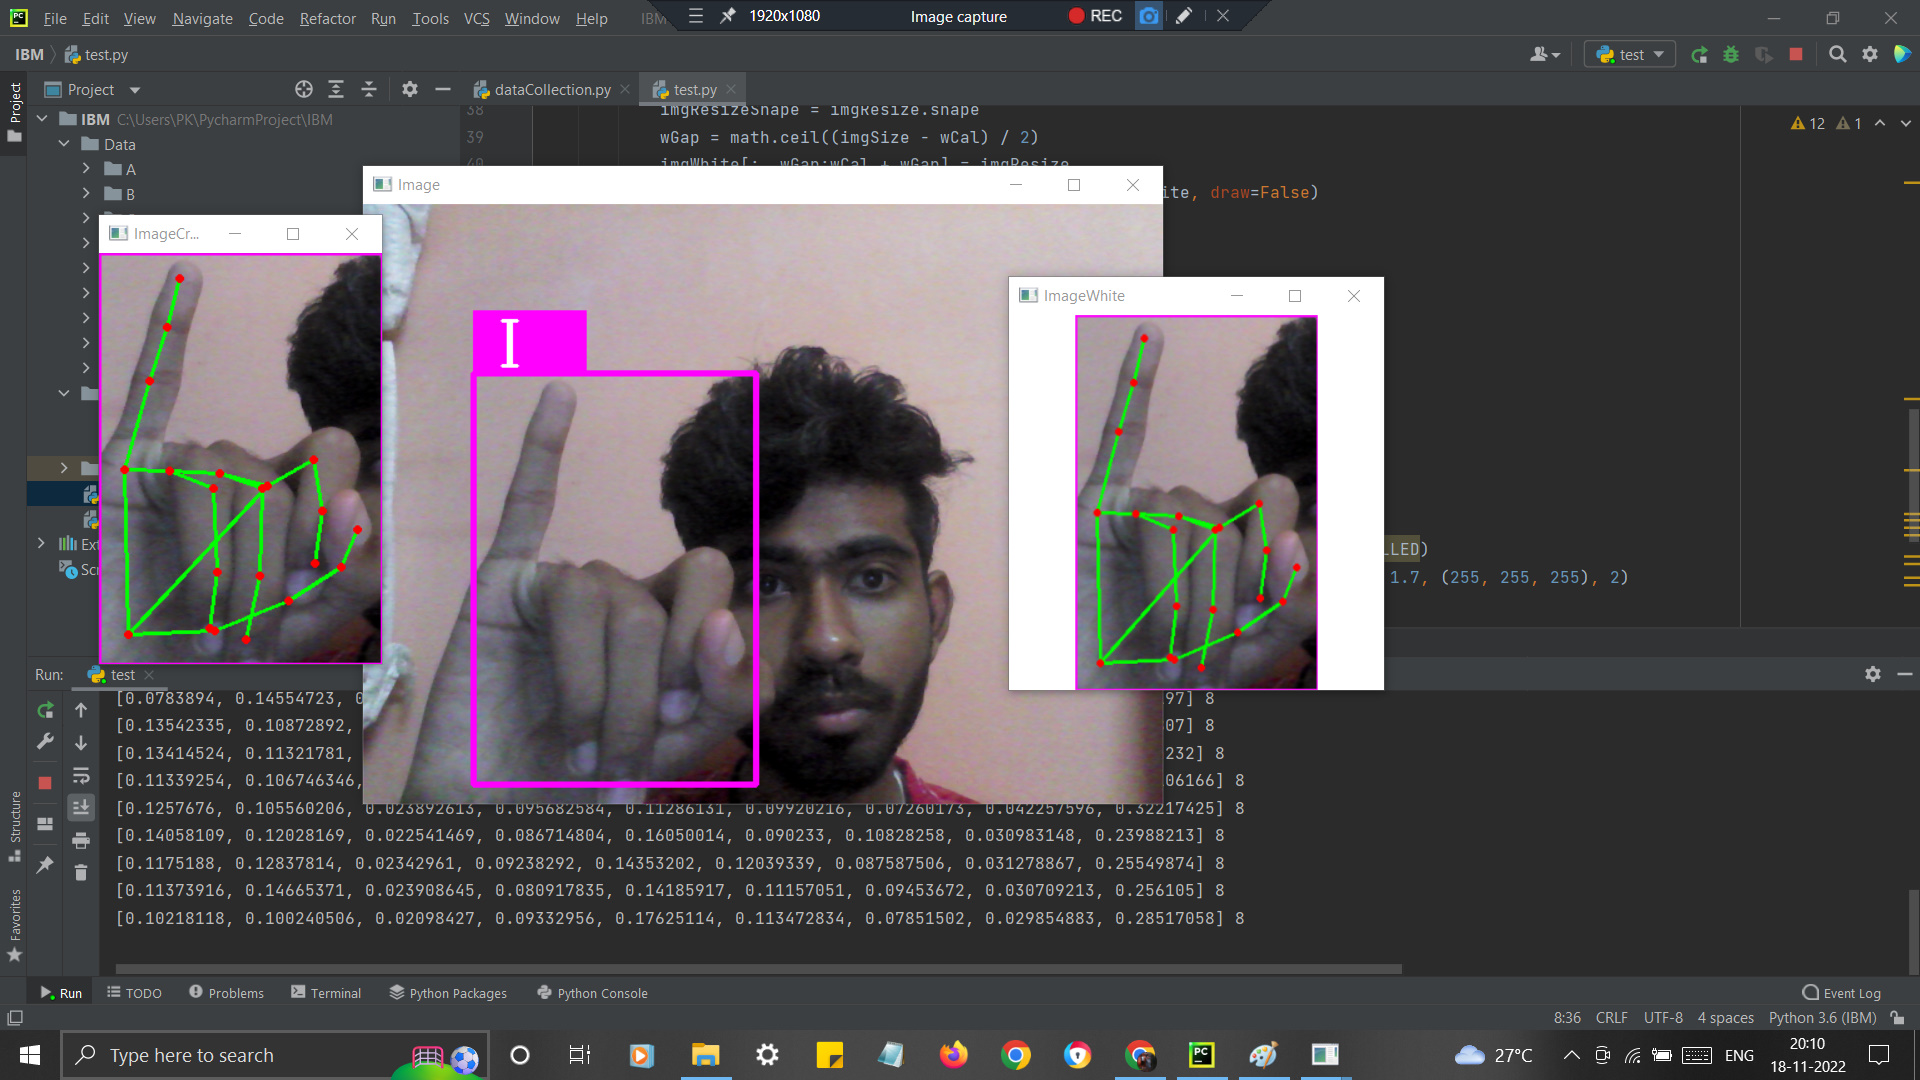 File Edit View Navigate Code Refactor Run Tools VCS Window Help IBM
1920x1080 Image capture REC
IBM test.py
test
Project
Project
dataCollection.py
test.py
38 imgResizeShape = imgResize.shape
39 wGap = math.ceil((imgSize - wCal) / 2)
40 imgWhite[:, wGap:wCal + wGap] = imgResize
ite, draw=False)
LLED)
1.7, (255, 255, 255), 2)
12 1
IBM C:\Users\PK\PycharmProject\IBM
Data
A
B
Ext
Scr
Image
ImageCr...
ImageWhite
I
Run: test
[0.0783894, 0.14554723, 0 97] 8
[0.13542335, 0.10872892, 07] 8
[0.13414524, 0.11321781, 232] 8
[0.11339254, 0.106746346, 06166] 8
[0.1257676, 0.105560206, 0.023892613, 0.095682584, 0.11286131, 0.09920216, 0.07260173, 0.042257596, 0.32217425] 8
[0.14058109, 0.12028169, 0.022541469, 0.086714804, 0.16050014, 0.090233, 0.10828258, 0.030983148, 0.23988213] 8
[0.1175188, 0.12837814, 0.02342961, 0.09238292, 0.14353202, 0.12039339, 0.087587506, 0.031278867, 0.25549874] 8
[0.11373916, 0.14665371, 0.023908645, 0.080917835, 0.14185917, 0.11157051, 0.09453672, 0.030709213, 0.256105] 8
[0.10218118, 0.100240506, 0.02098427, 0.09332956, 0.17625114, 0.113472834, 0.07851502, 0.029854883, 0.28517058] 8
Structure
Favorites
Run TODO Problems Terminal Python Packages Python Console Event Log
8:36 CRLF UTF-8 4 spaces Python 3.6 (IBM)
Type here to search
27°C ENG
20:10
18-11-2022